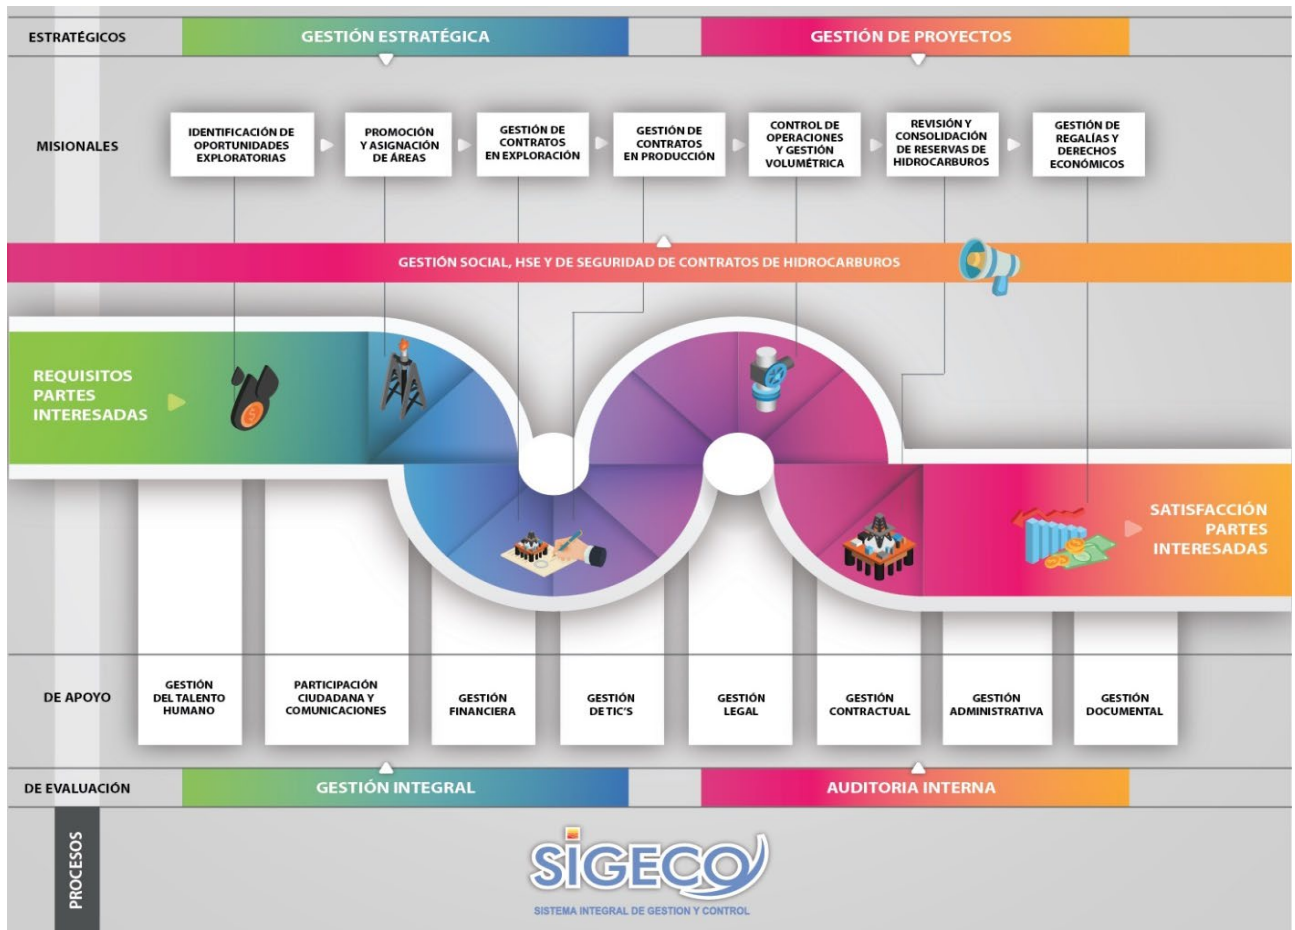 ESTRATÉGICOS
GESTIÓN ESTRATÉGICA
GESTIÓN DE PROYECTOS
MISIONALES
IDENTIFICACIÓN DE
OPORTUNIDADES
EXPLORATORIAS
PROMOCIÓN
Y ASIGNACIÓN
DE ÁREAS
GESTIÓN DE
CONTRATOS
EN EXPLORACIÓN
GESTIÓN DE
CONTRATOS
EN PRODUCCIÓN
CONTROL DE
OPERACIONES
Y GESTIÓN
VOLUMÉTRICA
REVISIÓN Y
CONSOLIDACIÓN
DE RESERVAS DE
HIDROCARBUROS
GESTIÓN DE
REGALÍAS Y
DERECHOS
ECONÓMICOS
GESTIÓN SOCIAL, HSE Y DE SEGURIDAD DE CONTRATOS DE HIDROCARBUROS
REQUISITOS
PARTES
INTERESADAS
SATISFACCIÓN
PARTES
INTERESADAS
DE APOYO
GESTIÓN
DEL TALENTO
HUMANO
PARTICIPACIÓN
CIUDADANA Y
COMUNICACIONES
GESTIÓN
FINANCIERA
GESTIÓN
DE TIC'S
GESTIÓN
LEGAL
GESTIÓN
CONTRACTUAL
GESTIÓN
ADMINISTRATIVA
GESTIÓN
DOCUMENTAL
DE EVALUACIÓN
GESTIÓN INTEGRAL
AUDITORIA INTERNA
PROCESOS
SIGECO
SISTEMA INTEGRAL DE GESTION Y CONTROL